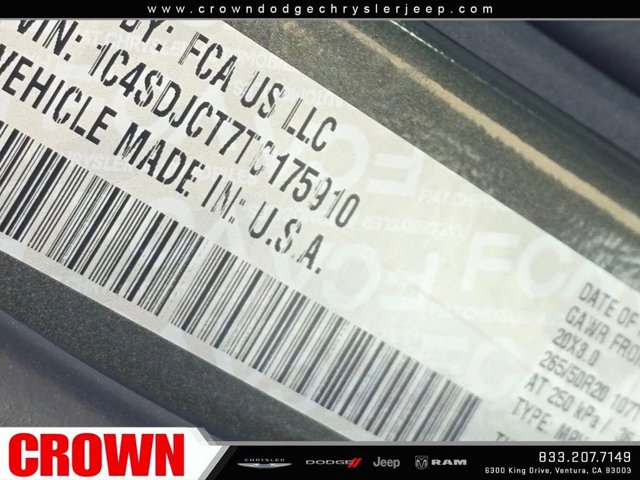 www.crowndodgechryslerjeep.com
BY: FCA US LLC
VIN: 1C4SDJCT7TC175910
VEHICLE MADE IN: U.S.A.
DATE OF
GAWR FRO
20X8.0
265/50R20 107
AT 250 kPa /
TYPE:
CROWN
CHRYSLER
DODGE
Jeep
RAM
833.207.7149
6300 King Drive, Ventura, CA 93003